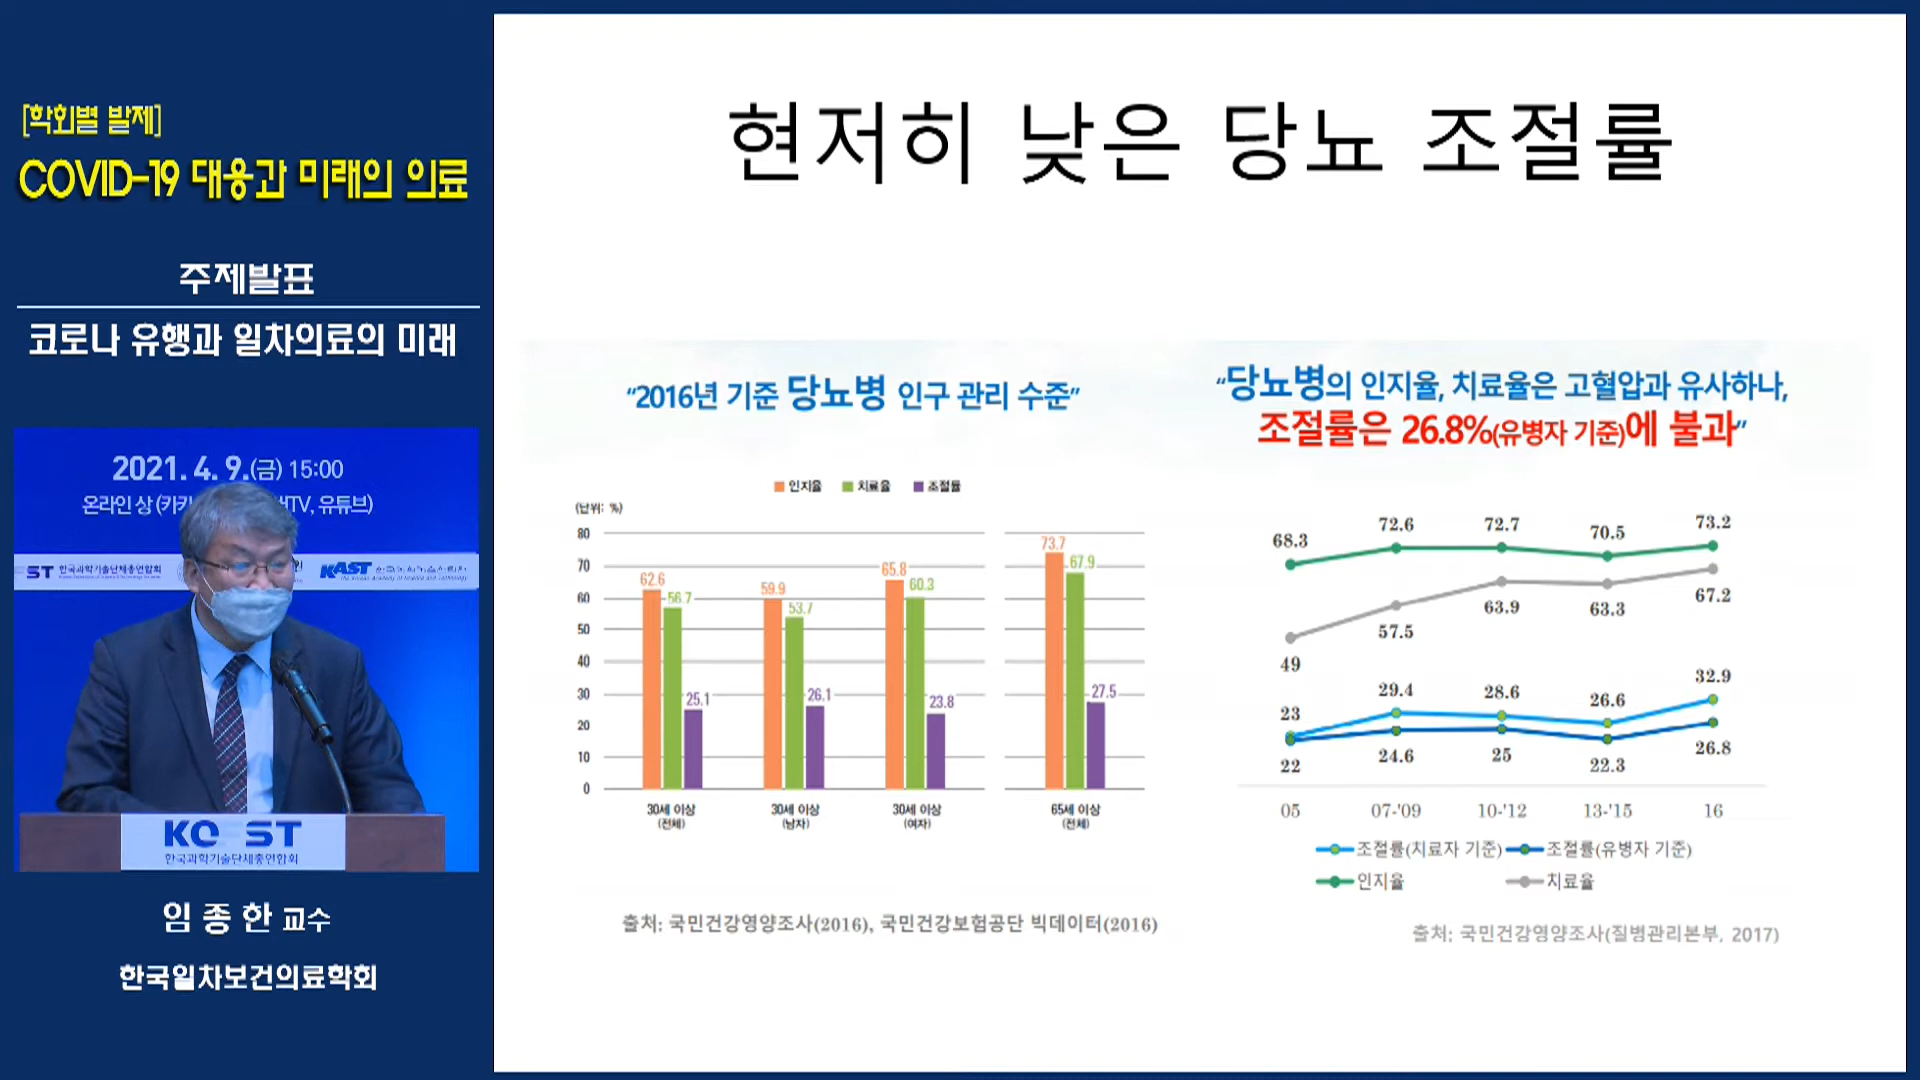 [학회별 발제]
COVID-19 대응과 미래의 의료
주제발표
코로나 유행과 일차의료의 미래
2021. 4. 9.(금) 15:00
온라인 상 (카카 TV, 유튜브)
ST 한국과학기술단체총연합회
KAST
KO ST
한국과학기술단체총연합회
임 종 한 교수
한국일차보건의료학회
현저히 낮은 당뇨 조절률
“2016년 기준 당뇨병 인구 관리 수준”
인지율 치료율 조절률
(단위: %)
80
70
60
50
40
30
20
10
0
62.6 56.7 25.1
59.9 53.7 26.1
65.8 60.3 23.8
73.7 67.9 27.5
30세 이상 (전체)
30세 이상 (남자)
30세 이상 (여자)
65세 이상 (전체)
출처: 국민건강영양조사(2016), 국민건강보험공단 빅데이터(2016)
“당뇨병의 인지율, 치료율은 고혈압과 유사하나,
조절률은 26.8%(유병자 기준)에 불과”
68.3 72.6 72.7 70.5 73.2
49 57.5 63.9 63.3 67.2
23 29.4 28.6 26.6 32.9
22 24.6 25 22.3 26.8
05 07-'09 10-'12 13-'15 16
조절률(치료자 기준) 조절률(유병자 기준)
인지율 치료율
출처: 국민건강영양조사(질병관리본부, 2017)